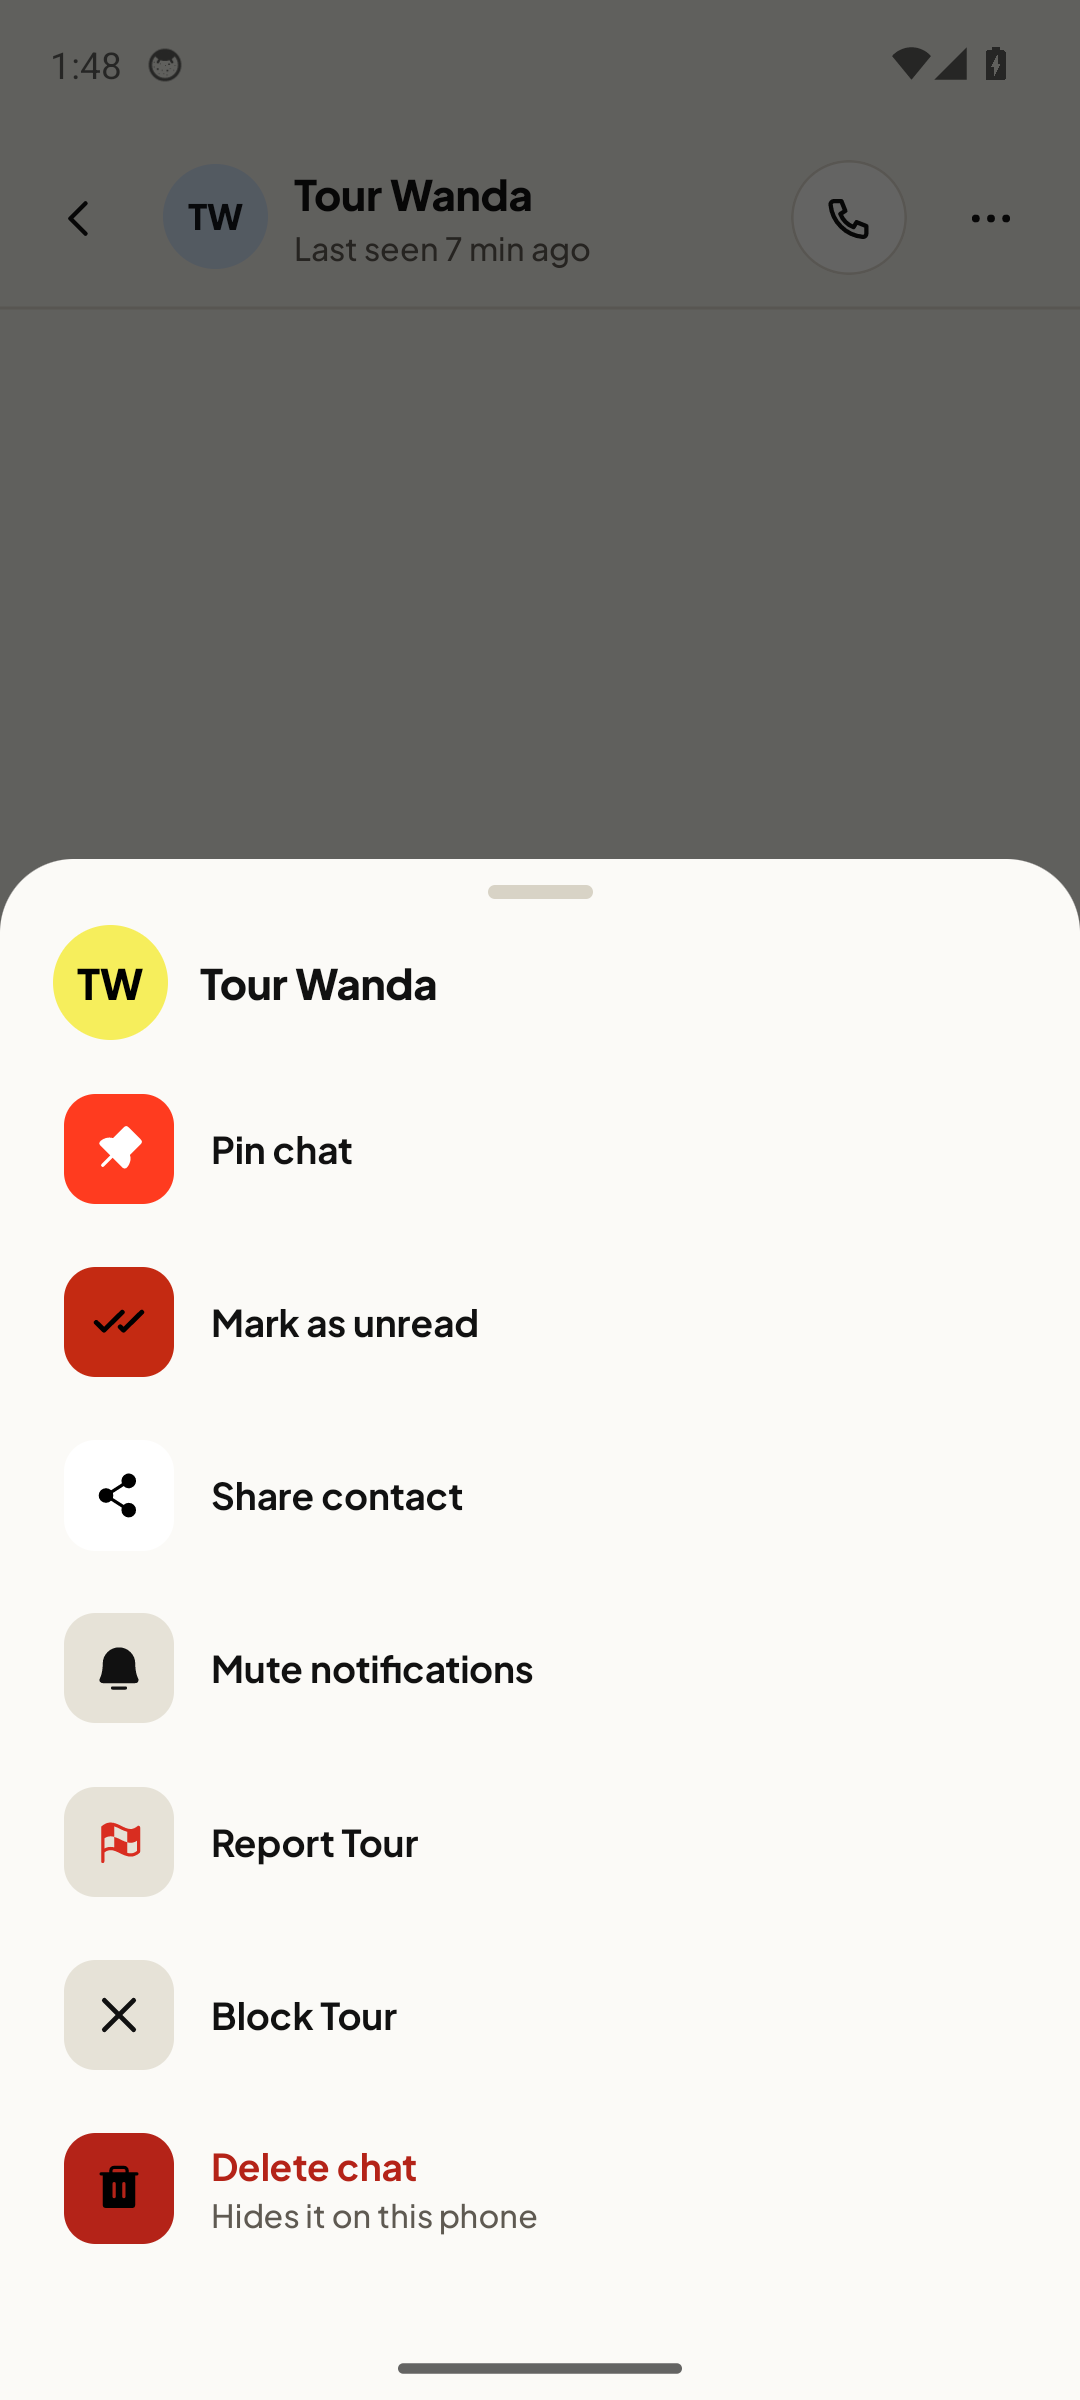 1:48
TW
Tour Wanda
Last seen 7 min ago
TW
Tour Wanda
Pin chat
Mark as unread
Share contact
Mute notifications
Report Tour
Block Tour
Delete chat
Hides it on this phone